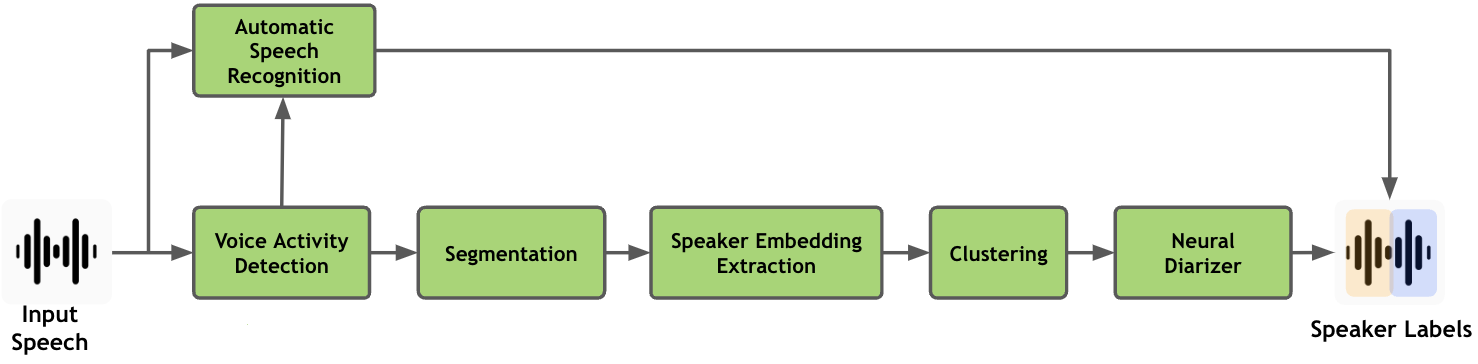 Automatic
Speech
Recognition
Voice Activity
Detection
Segmentation
Speaker Embedding
Extraction
Clustering
Neural
Diarizer
Input
Speech
Speaker Labels